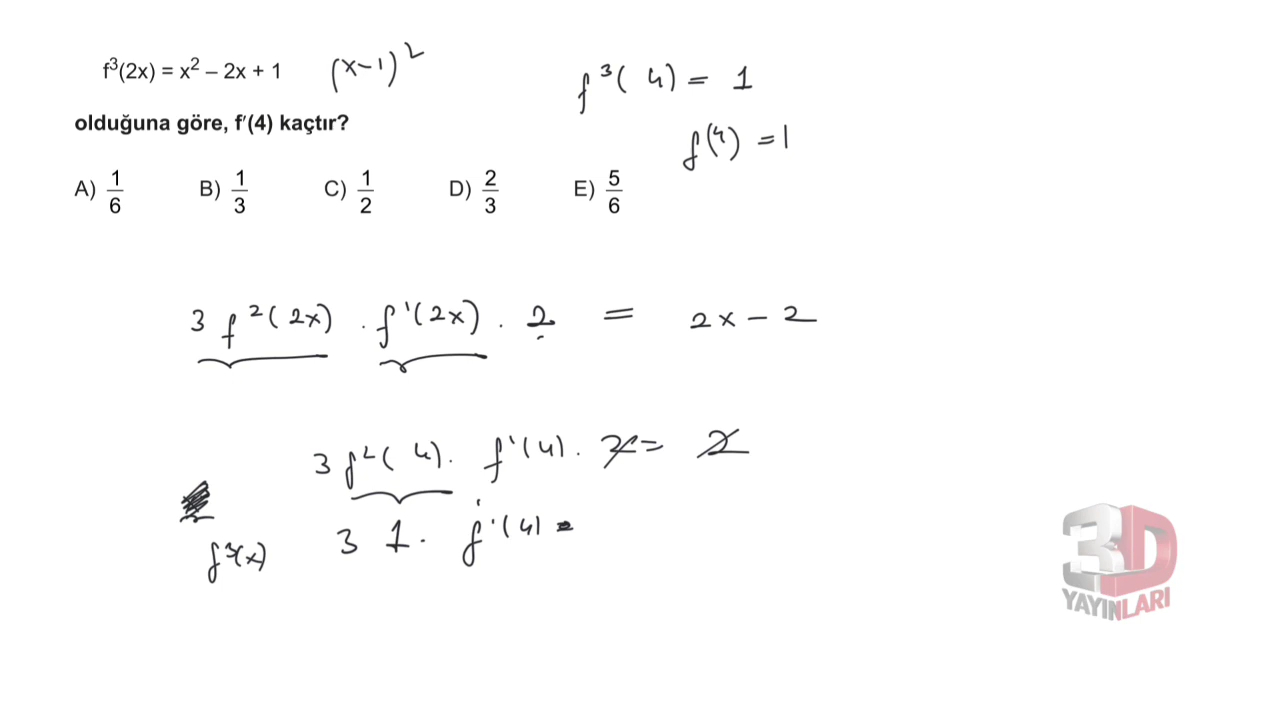 f³(2x) = x² – 2x + 1 (x-1)²
f³(4) = 1
olduğuna göre, f′(4) kaçtır?
f(4) = 1
A) 1/6 B) 1/3 C) 1/2 D) 2/3 E) 5/6
3 f²(2x) . f'(2x) . 2 = 2x - 2
3 f²(4) . f'(4) . 2 = 2
3 1 . f'(4) =
f³(x)
3D
YAYINLARI